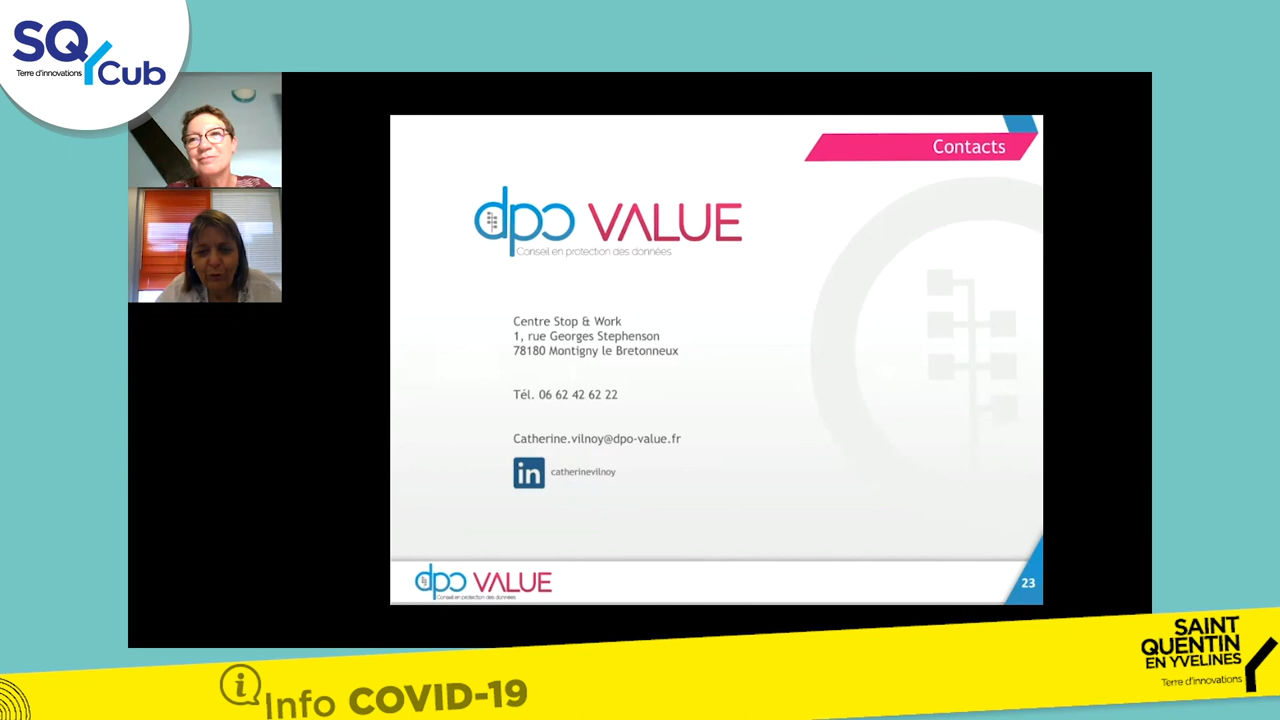 SQY Cub
Terre d'innovations
Contacts
dpo VALUE
Conseil en protection des données
Centre Stop & Work
1, rue Georges Stephenson
78180 Montigny le Bretonneux
Tél. 06 62 42 62 22
Catherine.vilnoy@dpo-value.fr
in catherinevilnoy
dpo VALUE
Conseil en protection des données
23
SAINT
QUENTIN
EN YVELINES
Terre d'innovations
i Info COVID-19